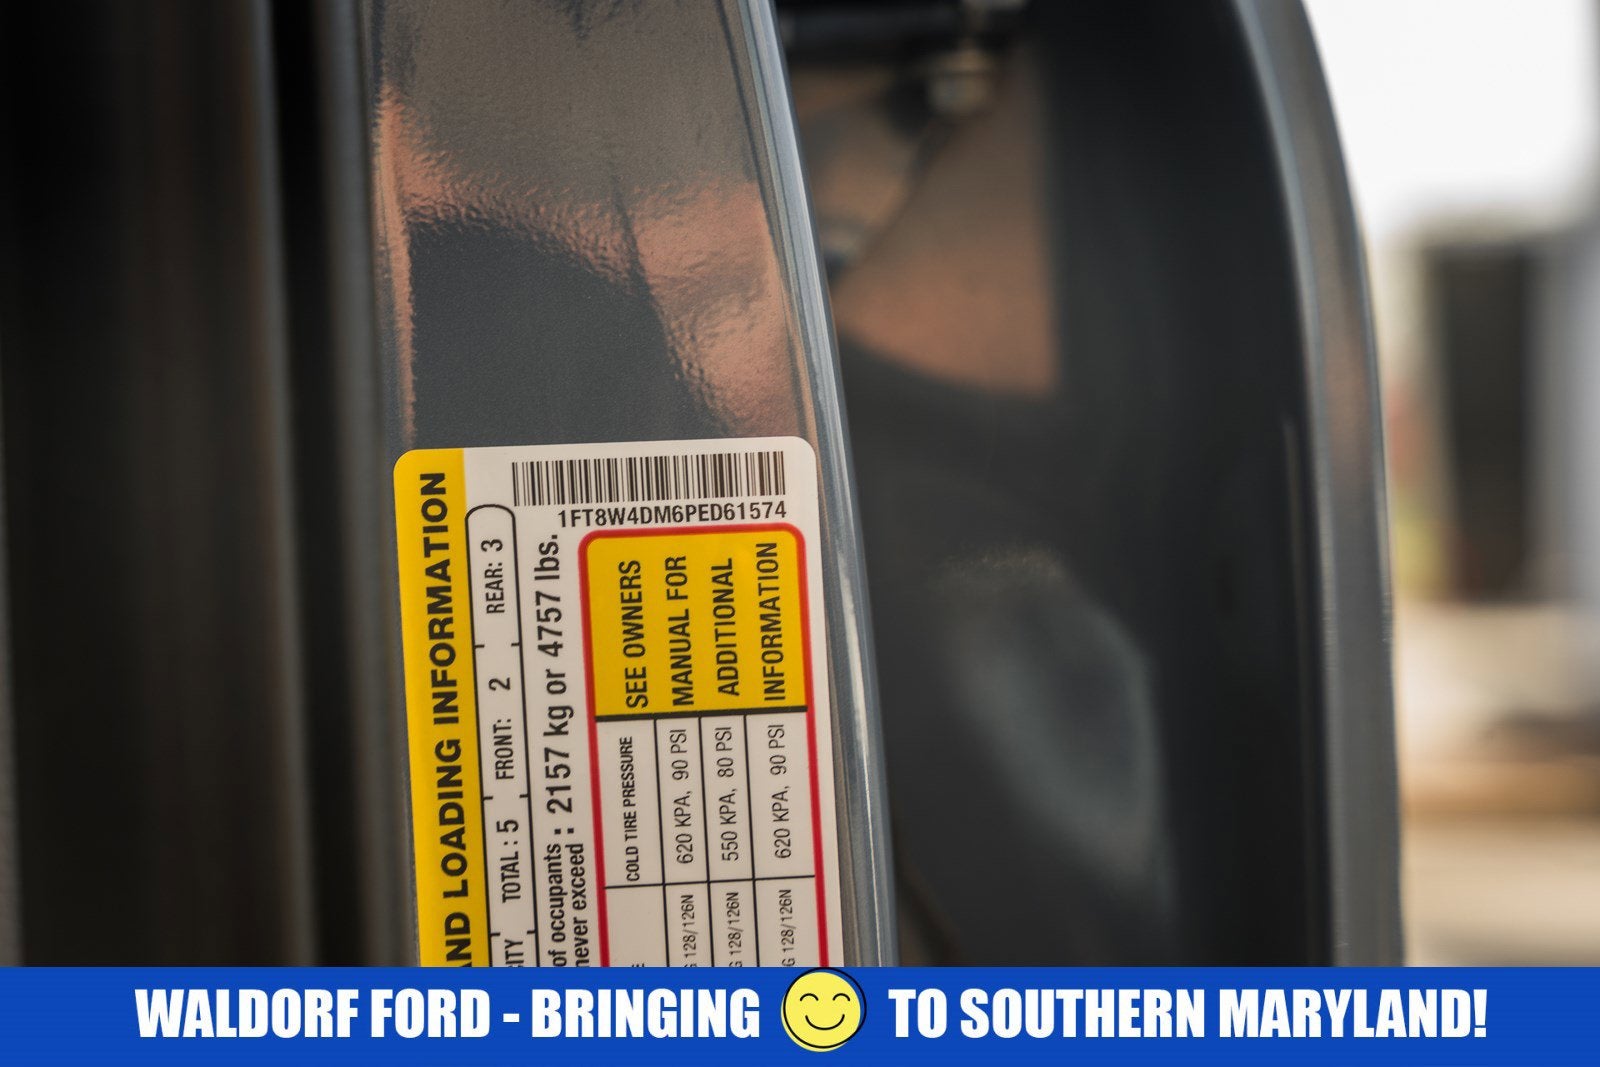 AND LOADING INFORMATION
TOTAL : 5 FRONT: 2 REAR: 3
of occupants : 2157 kg or 4757 lbs.
never exceed
1FT8W4DM6PED61574
COLD TIRE PRESSURE SEE OWNERS
128/126N 620 KPA, 90 PSI MANUAL FOR
128/126N 550 KPA, 80 PSI ADDITIONAL
128/126N 620 KPA, 90 PSI INFORMATION
WALDORF FORD - BRINGING TO SOUTHERN MARYLAND!